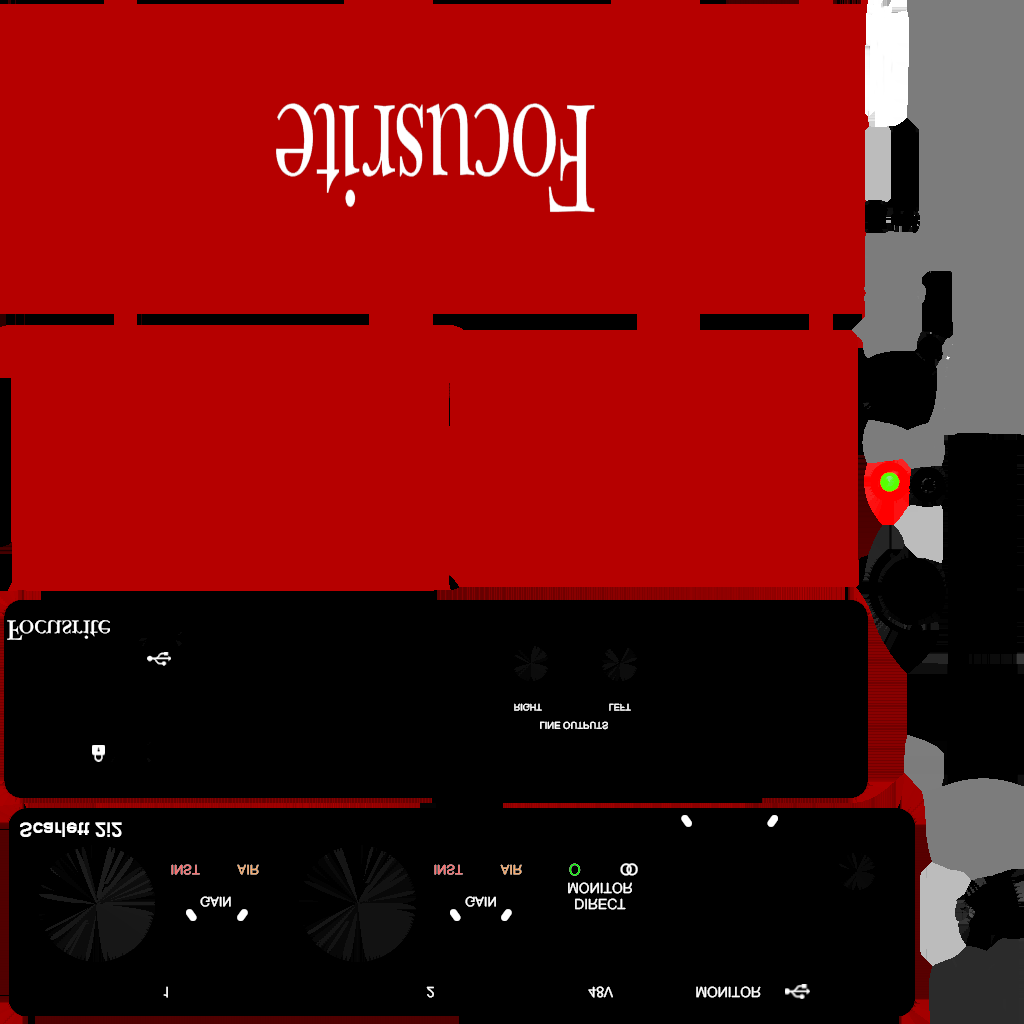 Focusrite
Focusrite
RIGHT LEFT
LINE OUTPUTS
Scarlett 2i2
INST AIR INST AIR
GAIN GAIN
MONITOR
DIRECT
1 2 48V MONITOR